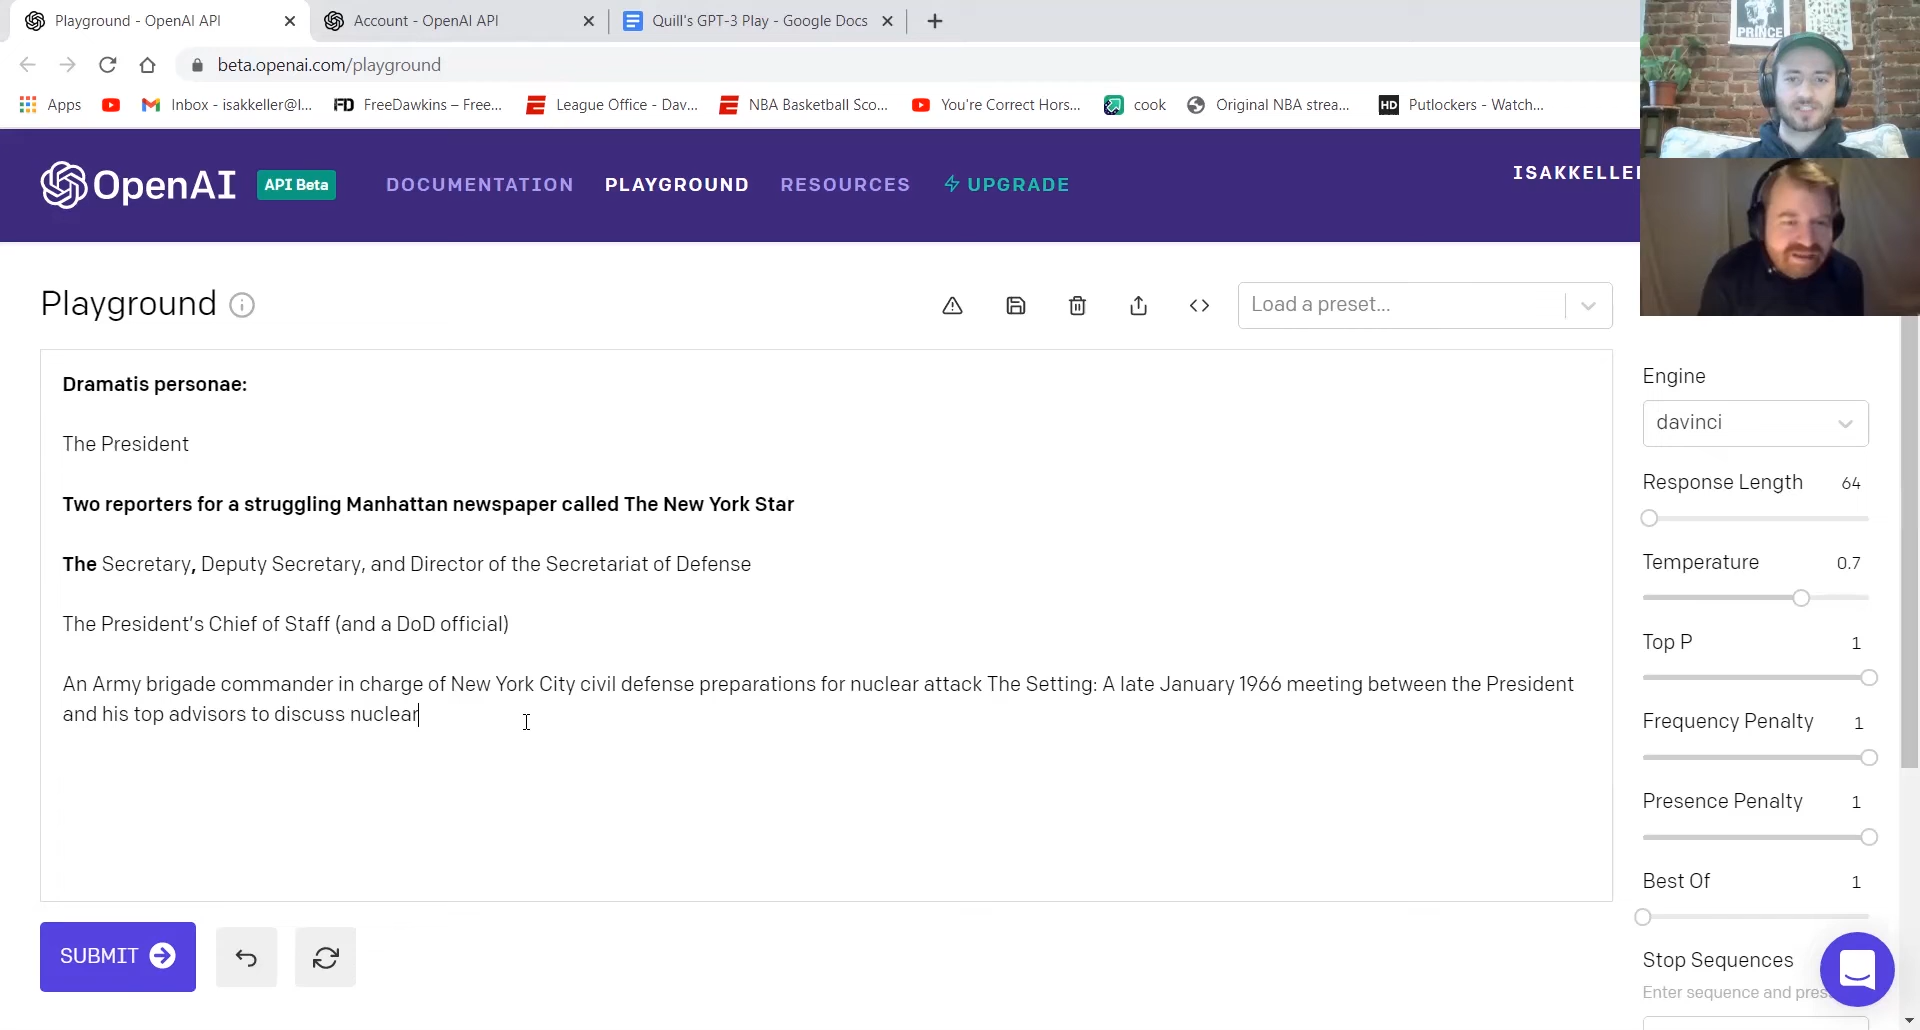 Playground - OpenAI API
Account - OpenAI API
Quill's GPT-3 Play - Google Docs
beta.openai.com/playground
Apps
Inbox - isakkeller@l...
FD FreeDawkins – Free...
League Office - Dav...
NBA Basketball Sco...
You're Correct Hors...
cook
Original NBA strea...
HD Putlockers - Watch...
PRINCE
OpenAI
API Beta
DOCUMENTATION
PLAYGROUND
RESOURCES
UPGRADE
ISAKKELLER
Playground
Load a preset...
Dramatis personae:
The President
Two reporters for a struggling Manhattan newspaper called The New York Star
The Secretary, Deputy Secretary, and Director of the Secretariat of Defense
The President's Chief of Staff (and a DoD official)
An Army brigade commander in charge of New York City civil defense preparations for nuclear attack The Setting: A late January 1966 meeting between the President
and his top advisors to discuss nuclear
Engine
davinci
Response Length 64
Temperature 0.7
Top P 1
Frequency Penalty 1
Presence Penalty 1
Best Of 1
Stop Sequences
Enter sequence and pres
SUBMIT